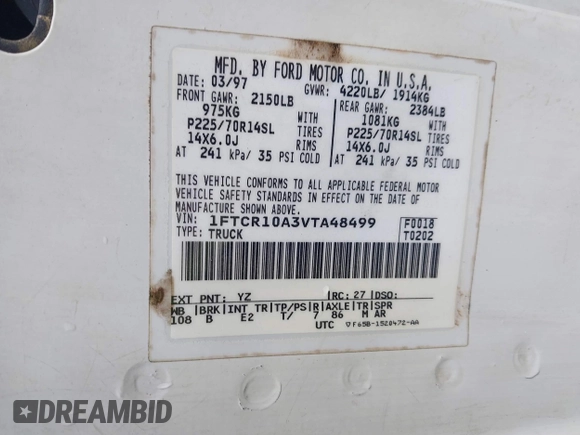 MFD. BY FORD MOTOR CO. IN U.S.A.
DATE: 03/97 GVWR: 4220LB/ 1914KG
FRONT GAWR: 2150LB REAR GAWR: 2384LB
975KG WITH 1081KG WITH
P225/70R14SL TIRES P225/70R14SL TIRES
14X6.0J RIMS 14X6.0J RIMS
AT 241 kPa/ 35 PSI COLD AT 241 kPa/ 35 PSI COLD
THIS VEHICLE CONFORMS TO ALL APPLICABLE FEDERAL MOTOR
VEHICLE SAFETY STANDARDS IN EFFECT ON THE DATE OF
MANUFACTURE SHOWN ABOVE.
VIN: 1FTCR10A3VTA48499 F0018
TYPE: TRUCK T0202
EXT PNT: YZ RC: 27 DSO:
WB BRK INT TR TP/PS R AXLE TR SPR
108 B E2 T/ 7 86 M AR
UTC ▽F65B-1520472-AA
DREAMBID